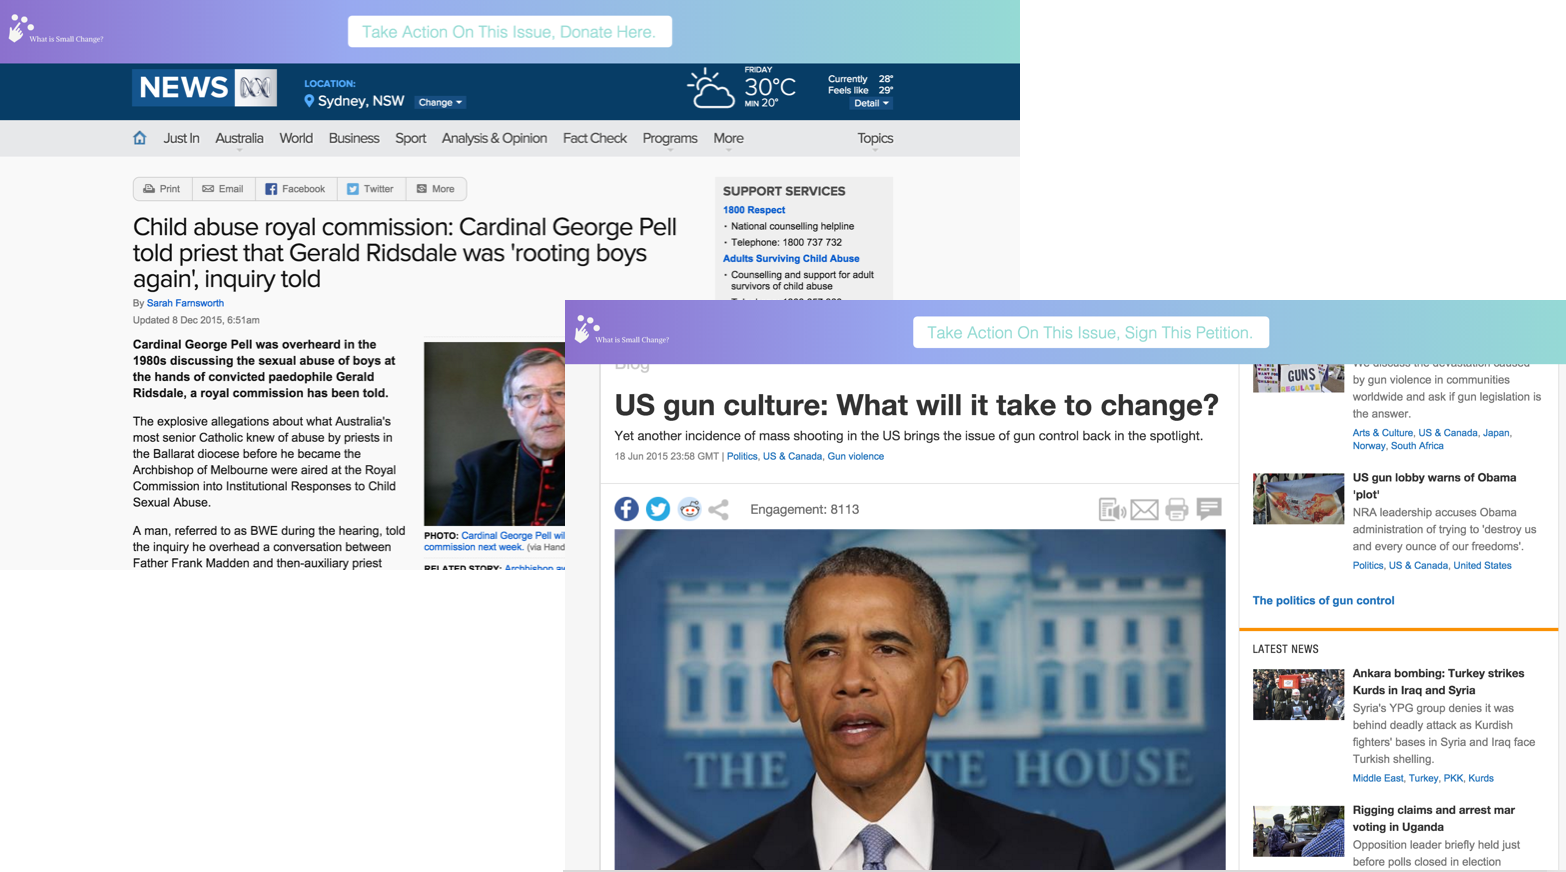 What is Small Change?
Take Action On This Issue, Donate Here.
NEWS
LOCATION:
Sydney, NSW Change
FRIDAY
30°C
MIN 20°
Currently 28°
Feels like 29°
Detail
Just In Australia World Business Sport Analysis & Opinion Fact Check Programs More Topics
Print Email Facebook Twitter More
Child abuse royal commission: Cardinal George Pell
told priest that Gerald Ridsdale was 'rooting boys
again', inquiry told
By Sarah Farnsworth
Updated 8 Dec 2015, 6:51am
Cardinal George Pell was overheard in the
1980s discussing the sexual abuse of boys at
the hands of convicted paedophile Gerald
Ridsdale, a royal commission has been told.
The explosive allegations about what Australia's
most senior Catholic knew of abuse by priests in
the Ballarat diocese before he became the
Archbishop of Melbourne were aired at the Royal
Commission into Institutional Responses to Child
Sexual Abuse.
A man, referred to as BWE during the hearing, told
the inquiry he overhead a conversation between
Father Frank Madden and then-auxiliary priest
PHOTO: Cardinal George Pell wil
commission next week. (via Hand
RELATED STORY: Archbishop
SUPPORT SERVICES
1800 Respect
· National counselling helpline
· Telephone: 1800 737 732
Adults Surviving Child Abuse
· Counselling and support for adult
survivors of child abuse
What is Small Change?
Take Action On This Issue, Sign This Petition.
Blog
US gun culture: What will it take to change?
Yet another incidence of mass shooting in the US brings the issue of gun control back in the spotlight.
18 Jun 2015 23:58 GMT | Politics, US & Canada, Gun violence
Engagement: 8113
THE WHITE HOUSE
GUNS
We discuss the devastation caused
by gun violence in communities
worldwide and ask if gun legislation is
the answer.
Arts & Culture, US & Canada, Japan,
Norway, South Africa
US gun lobby warns of Obama
'plot'
NRA leadership accuses Obama
administration of trying to 'destroy us
and every ounce of our freedoms'.
Politics, US & Canada, United States
The politics of gun control
LATEST NEWS
Ankara bombing: Turkey strikes
Kurds in Iraq and Syria
Syria's YPG group denies it was
behind deadly attack as Kurdish
fighters' bases in Syria and Iraq face
Turkish shelling.
Middle East, Turkey, PKK, Kurds
Rigging claims and arrest mar
voting in Uganda
Opposition leader briefly held just
before polls closed in election